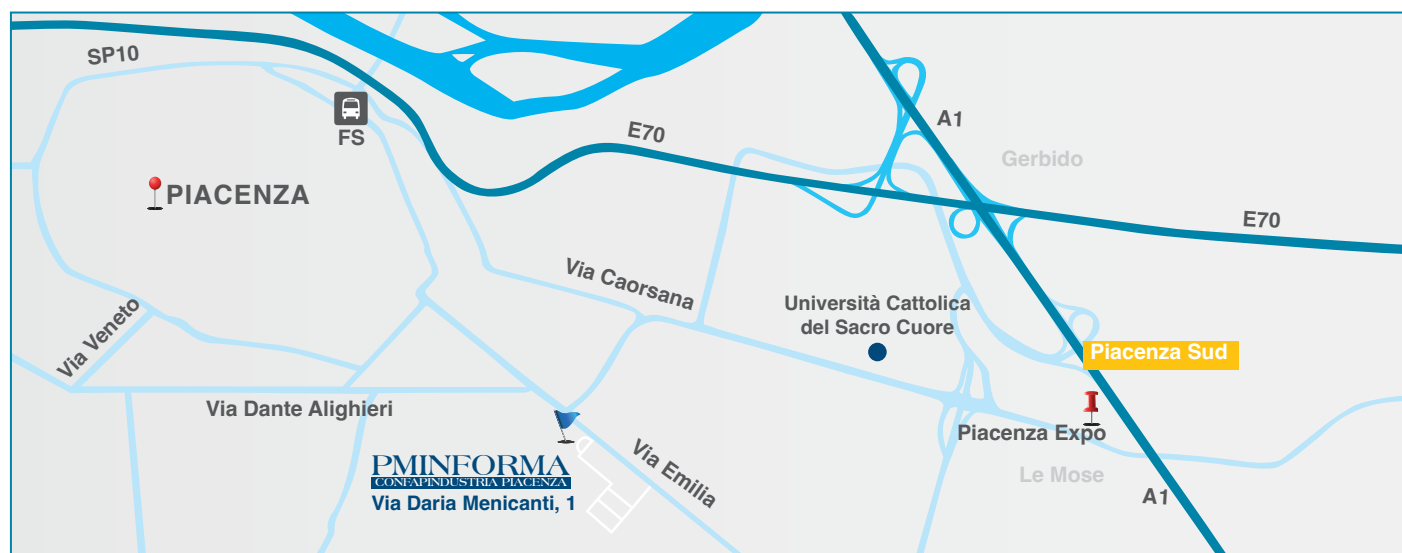 SP10
A1
E70
FS
Gerbido
PIACENZA
E70
Via Caorsana
Università Cattolica
del Sacro Cuore
Via Veneto
Piacenza Sud
Via Dante Alighieri
Piacenza Expo
PMINFORMA
CONFAPINDUSTRIA PIACENZA
Via Daria Menicanti, 1
Via Emilia
Le Mose
A1